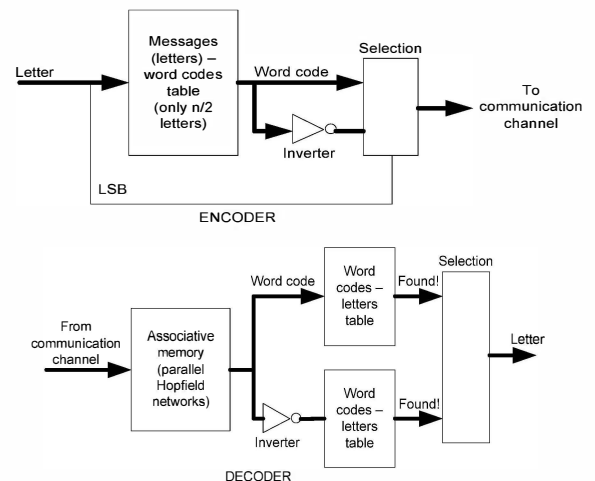 Letter
Messages
(letters) –
word codes
table
(only n/2
letters)
Word code
Inverter
Selection
To
communication
channel
LSB
ENCODER
From
communication
channel
Associative
memory
(parallel
Hopfield
networks)
Word code
Word
codes –
letters
table
Found!
Inverter
Word
codes –
letters
table
Found!
Selection
Letter
DECODER